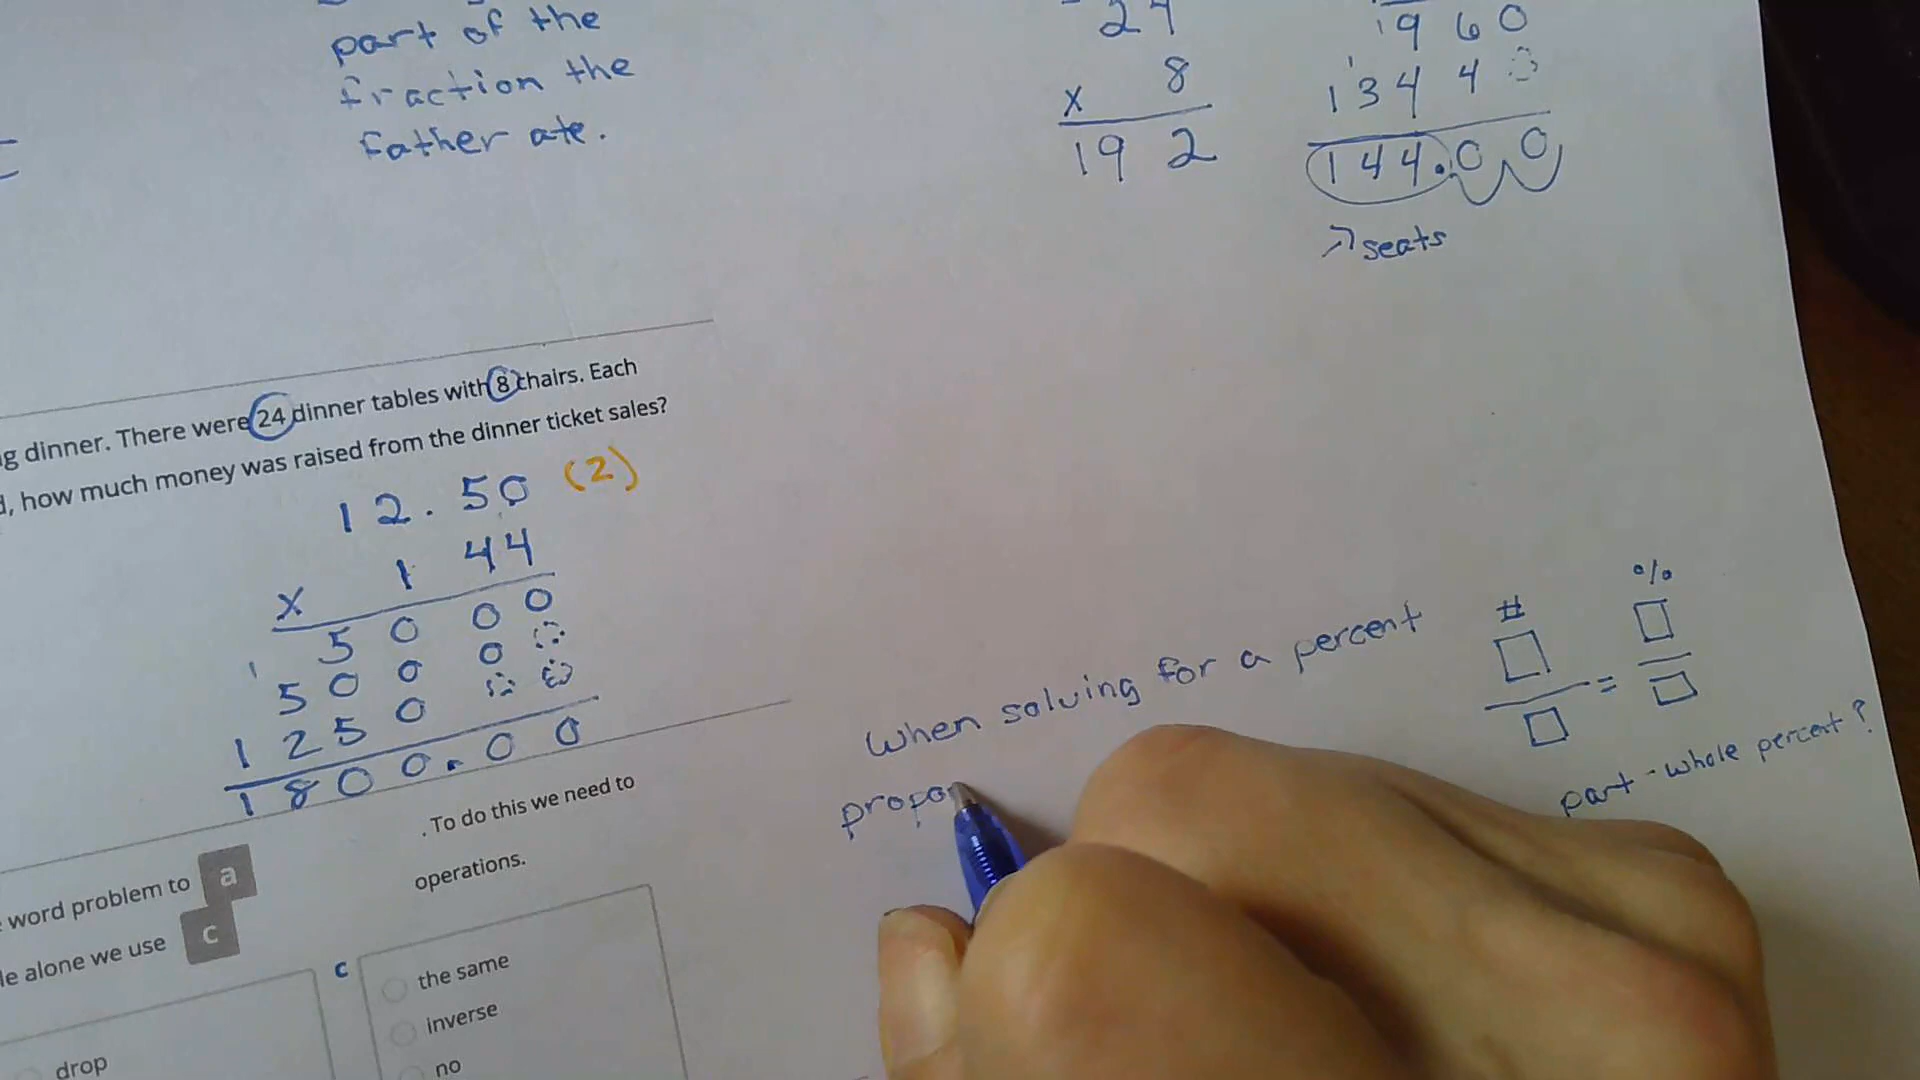 part of the
fraction the
father ate.
24
x 8
192
1960
1
1344
144.00
seats
g dinner. There were 24 dinner tables with 8 chairs. Each
, how much money was raised from the dinner ticket sales?
12.50 (2)
x 144
5000
1
5000
1250
1800.00
When solving for a percent
propo
# %
=
part - whole percent?
. To do this we need to
word problem to a
operations.
le alone we use c
c
the same
inverse
no
drop